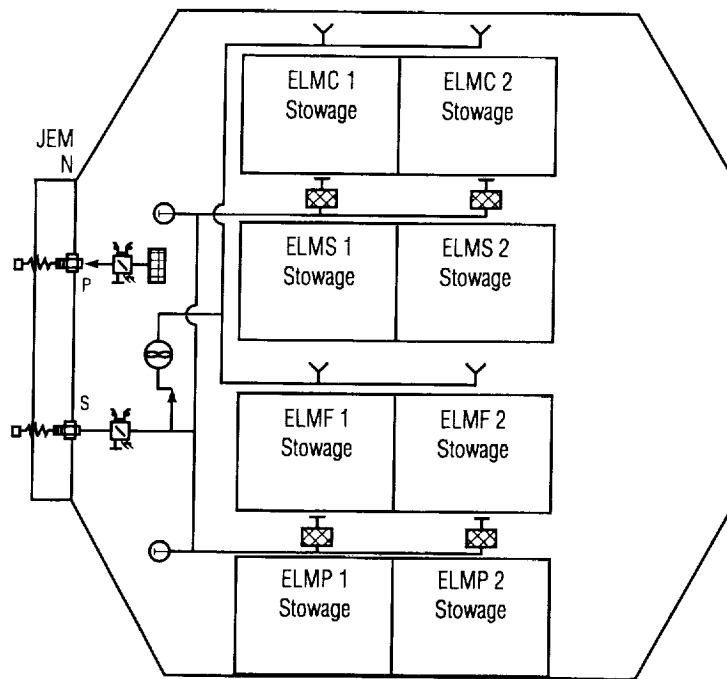 ELMC 1
Stowage
ELMC 2
Stowage
JEM
N
ELMS 1
Stowage
ELMS 2
Stowage
P
S
ELMF 1
Stowage
ELMF 2
Stowage
ELMP 1
Stowage
ELMP 2
Stowage